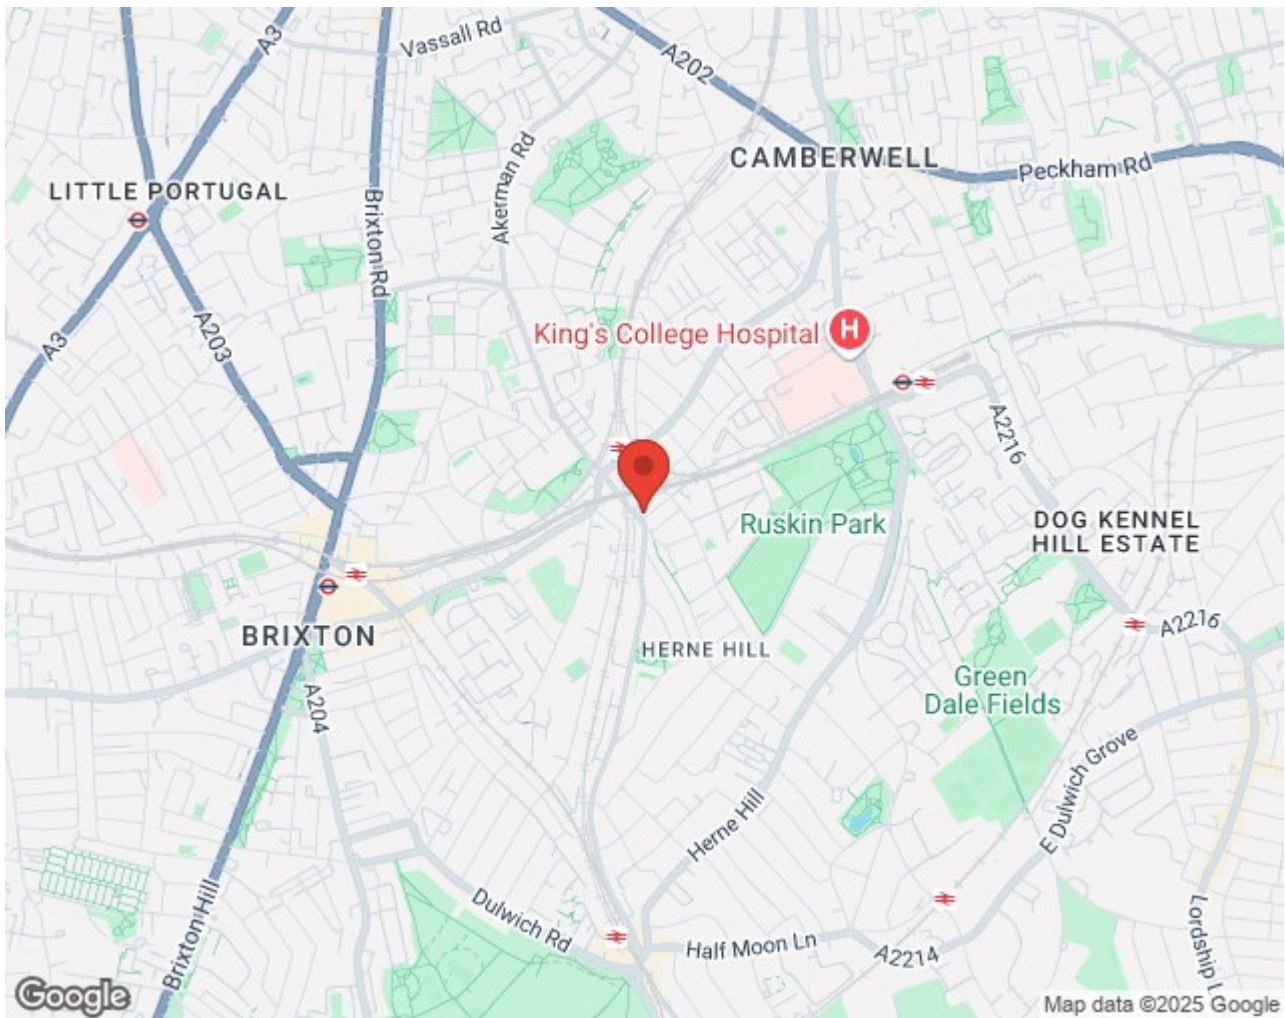 Vassall Rd
A3
A202
CAMBERWELL
Peckham Rd
LITTLE PORTUGAL
Akerman Rd
Brixton Rd
A203
A3
King's College Hospital
H
A2216
Ruskin Park
DOG KENNEL
HILL ESTATE
BRIXTON
A2216
HERNE HILL
Green
Dale Fields
A204
E Dulwich Grove
Herne Hill
Brixton Hill
Dulwich Rd
Half Moon Ln
A2214
Lordship L
Google
Map data ©2025 Google